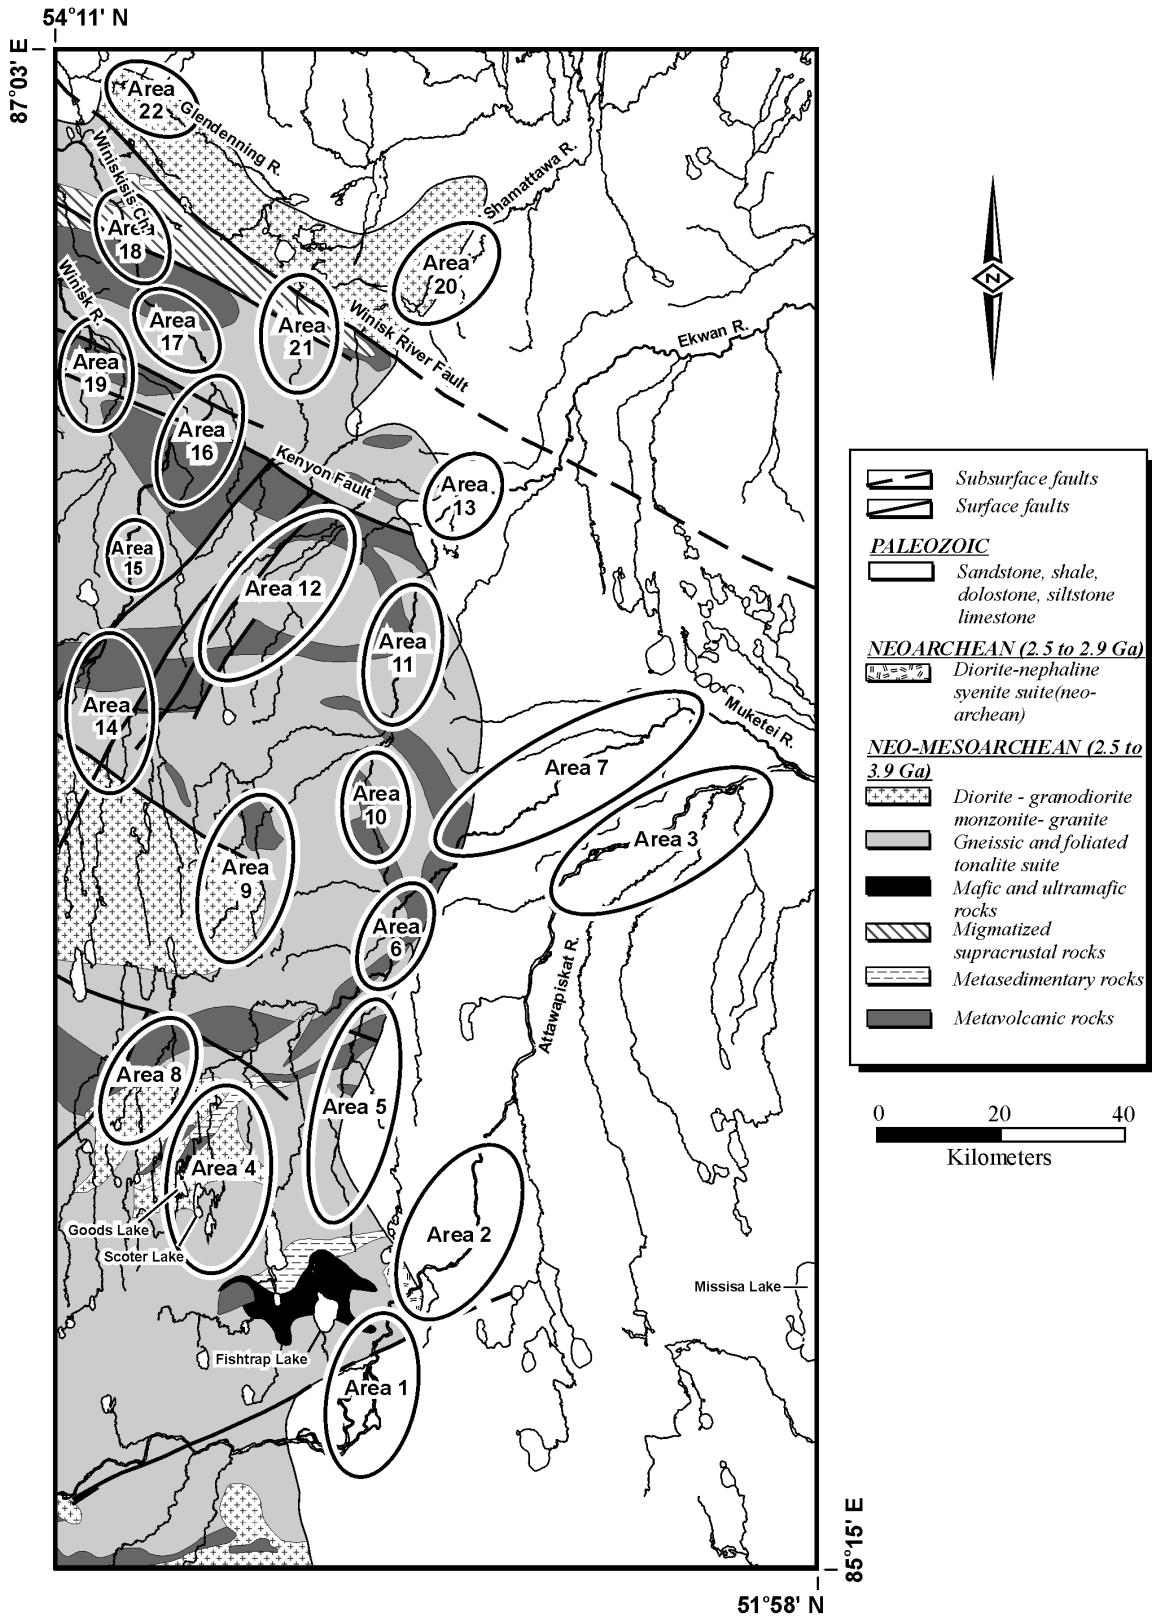 54°11' N
87°03' E
Area
22
Glendenning R.
Winiskisis Ch.
Shamattawa R.
Area
18
Area
20
Winisk R.
Area
17
Area
21
Winisk River Fault
Ekwan R.
Area
19
Area
16
Kenyon Fault
Area
13
Area
15
Area 12
Area
11
Area
14
Muketei R.
Area 7
Area
10
Area 3
Area
9
Area
6
Attawapiskat R.
Area 8
Area 5
Area 4
Goods Lake
Scoter Lake
Area 2
Missisa Lake
Fishtrap Lake
Area 1
85°15' E
51°58' N
N
Subsurface faults
Surface faults
PALEOZOIC
Sandstone, shale,
dolostone, siltstone
limestone
NEOARCHEAN (2.5 to 2.9 Ga)
Diorite-nephaline
syenite suite(neo-
archean)
NEO-MESOARCHEAN (2.5 to
3.9 Ga)
Diorite - granodiorite
monzonite- granite
Gneissic and foliated
tonalite suite
Mafic and ultramafic
rocks
Migmatized
supracrustal rocks
Metasedimentary rocks
Metavolcanic rocks
0 20 40
Kilometers